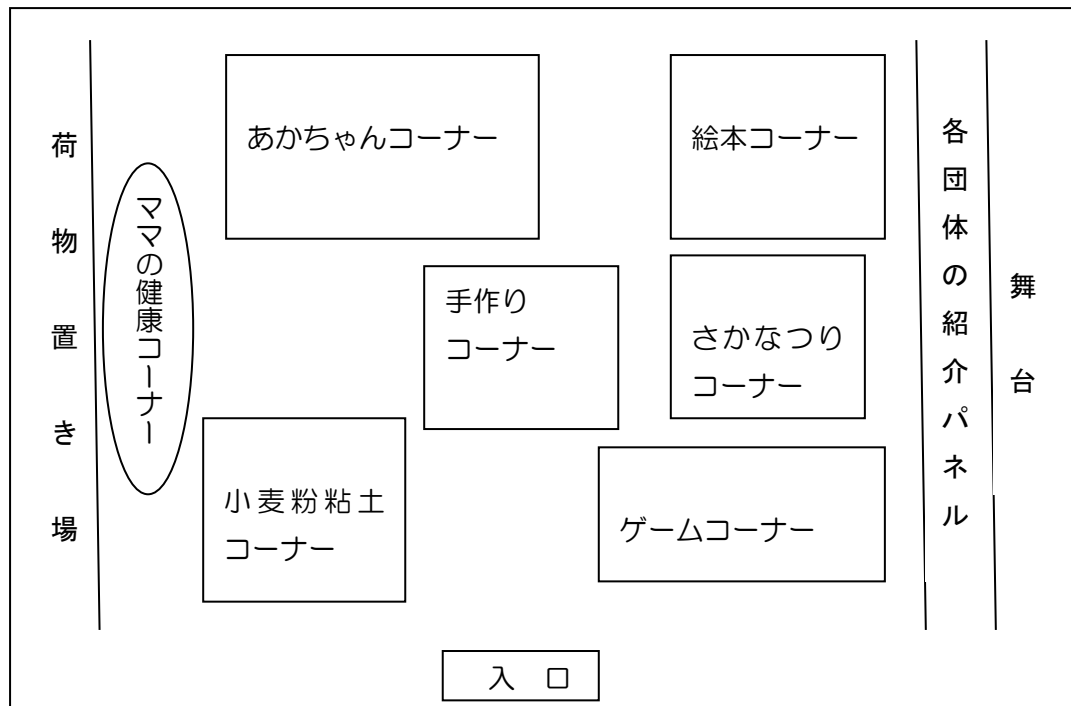 荷物置き場
ママの健康コーナー
あかちゃんコーナー
絵本コーナー
手作り
コーナー
さかなつり
コーナー
小麦粉粘土
コーナー
ゲームコーナー
各団体の紹介パネル
舞台
入 口